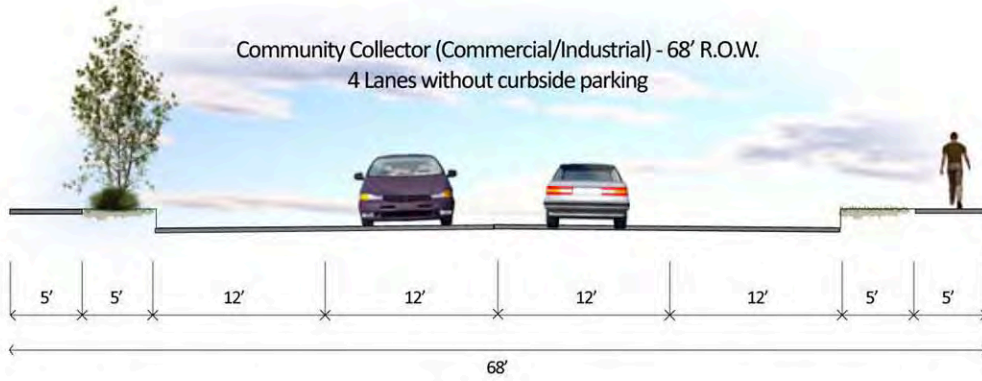 Community Collector (Commercial/Industrial) - 68’ R.O.W.
4 Lanes without curbside parking
5’ 5’ 12’ 12’ 12’ 12’ 5’ 5’
68’